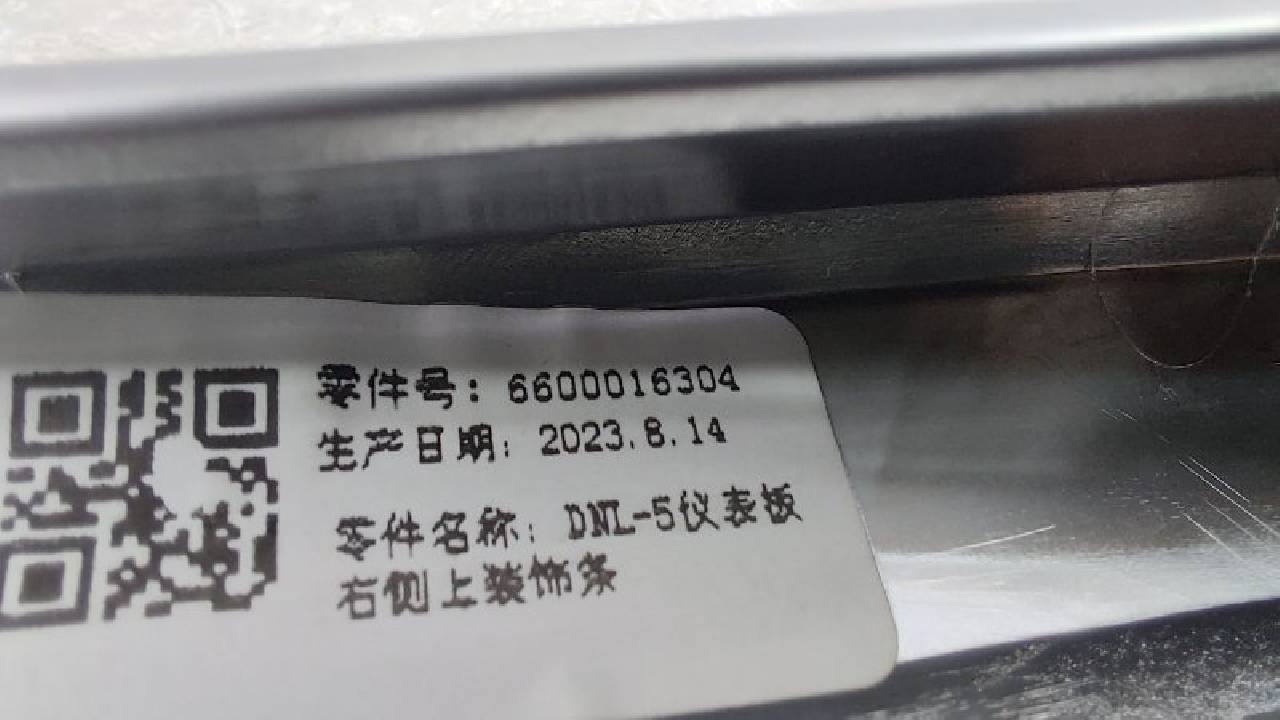 零件号：6600016304
生产日期：2023.8.14
零件名称：DNL-5仪表板
右侧上装饰条